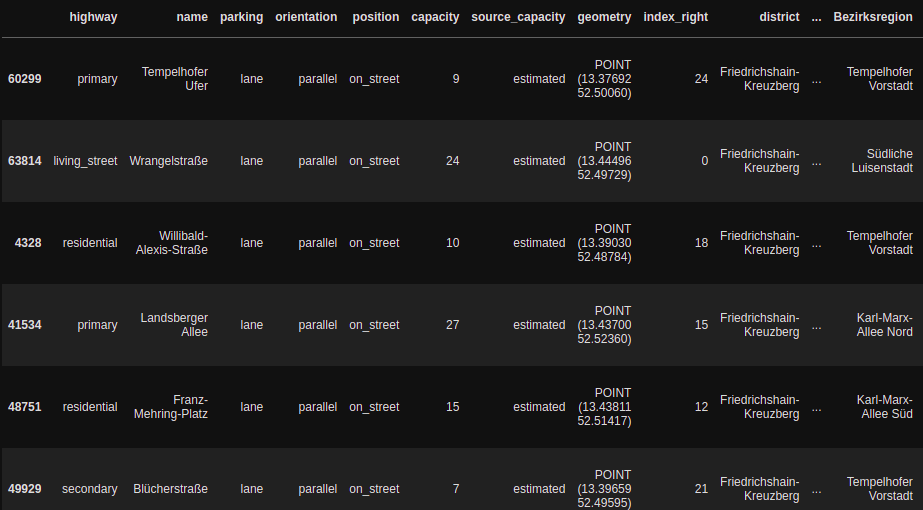 highway name parking orientation position capacity source_capacity geometry index_right district ... Bezirksregion
60299 primary Tempelhofer Ufer lane parallel on_street 9 estimated POINT (13.37692 52.50060) 24 Friedrichshain-Kreuzberg ... Tempelhofer Vorstadt
63814 living_street Wrangelstraße lane parallel on_street 24 estimated POINT (13.44496 52.49729) 0 Friedrichshain-Kreuzberg ... Südliche Luisenstadt
4328 residential Willibald-Alexis-Straße lane parallel on_street 10 estimated POINT (13.39030 52.48784) 18 Friedrichshain-Kreuzberg ... Tempelhofer Vorstadt
41534 primary Landsberger Allee lane parallel on_street 27 estimated POINT (13.43700 52.52360) 15 Friedrichshain-Kreuzberg ... Karl-Marx-Allee Nord
48751 residential Franz-Mehring-Platz lane parallel on_street 15 estimated POINT (13.43811 52.51417) 12 Friedrichshain-Kreuzberg ... Karl-Marx-Allee Süd
49929 secondary Blücherstraße lane parallel on_street 7 estimated POINT (13.39659 52.49595) 21 Friedrichshain-Kreuzberg ... Tempelhofer Vorstadt